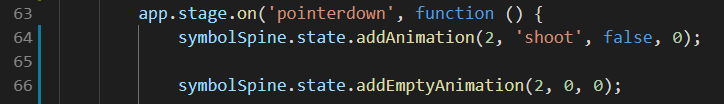 63 app.stage.on('pointerdown', function () {
64 symbolSpine.state.addAnimation(2, 'shoot', false, 0);
65
66 symbolSpine.state.addEmptyAnimation(2, 0, 0);